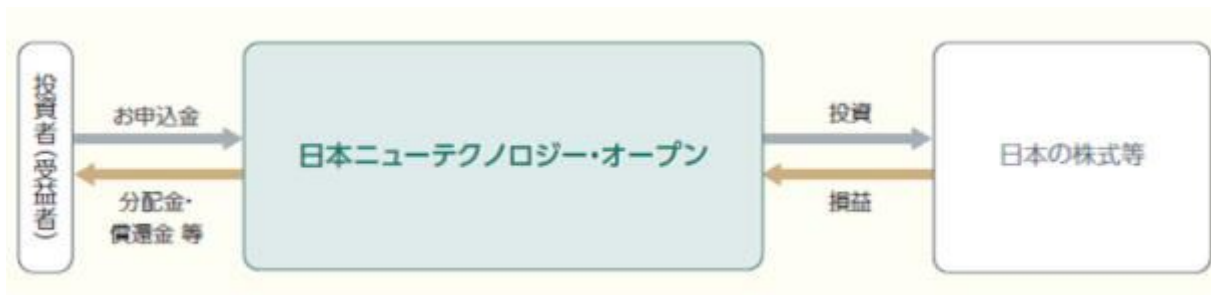 投資者(受益者)
お申込金
分配金・
償還金 等
日本ニューテクノロジー・オープン
投資
損益
日本の株式等